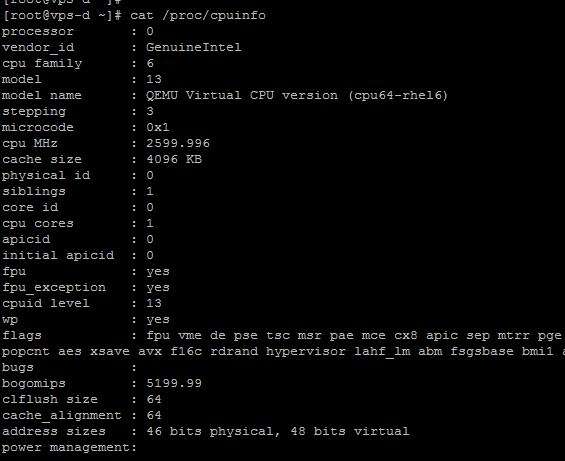 [root@vps-d ~]#
[root@vps-d ~]# cat /proc/cpuinfo
processor : 0
vendor_id : GenuineIntel
cpu family : 6
model : 13
model name : QEMU Virtual CPU version (cpu64-rhel6)
stepping : 3
microcode : 0x1
cpu MHz : 2599.996
cache size : 4096 KB
physical id : 0
siblings : 1
core id : 0
cpu cores : 1
apicid : 0
initial apicid : 0
fpu : yes
fpu_exception : yes
cpuid level : 13
wp : yes
flags : fpu vme de pse tsc msr pae mce cx8 apic sep mtrr pge
popcnt aes xsave avx f16c rdrand hypervisor lahf_lm abm fsgsbase bmi1
bugs :
bogomips : 5199.99
clflush size : 64
cache_alignment : 64
address sizes : 46 bits physical, 48 bits virtual
power management: